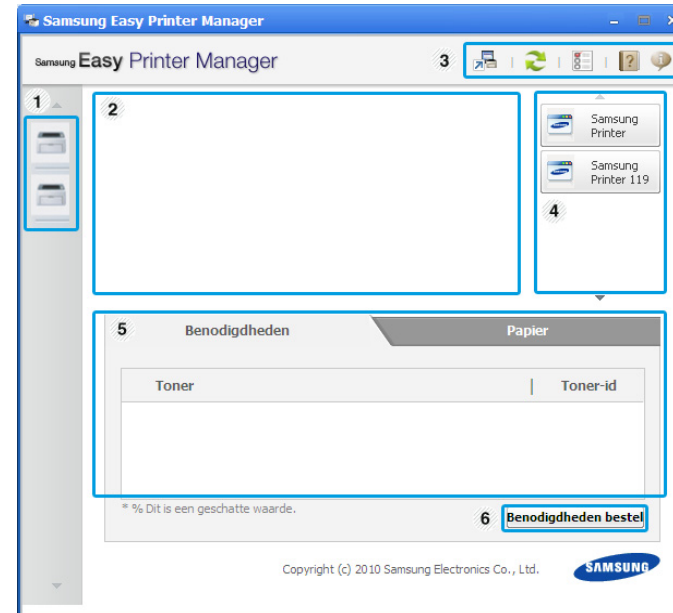 Samsung Easy Printer Manager
Samsung Easy Printer Manager
3
1
2
Samsung
Printer
Samsung
Printer 119
4
5
Benodigdheden
Papier
Toner
Toner-id
* % Dit is een geschatte waarde.
6
Benodigdheden bestel
Copyright (c) 2010 Samsung Electronics Co., Ltd.
SAMSUNG